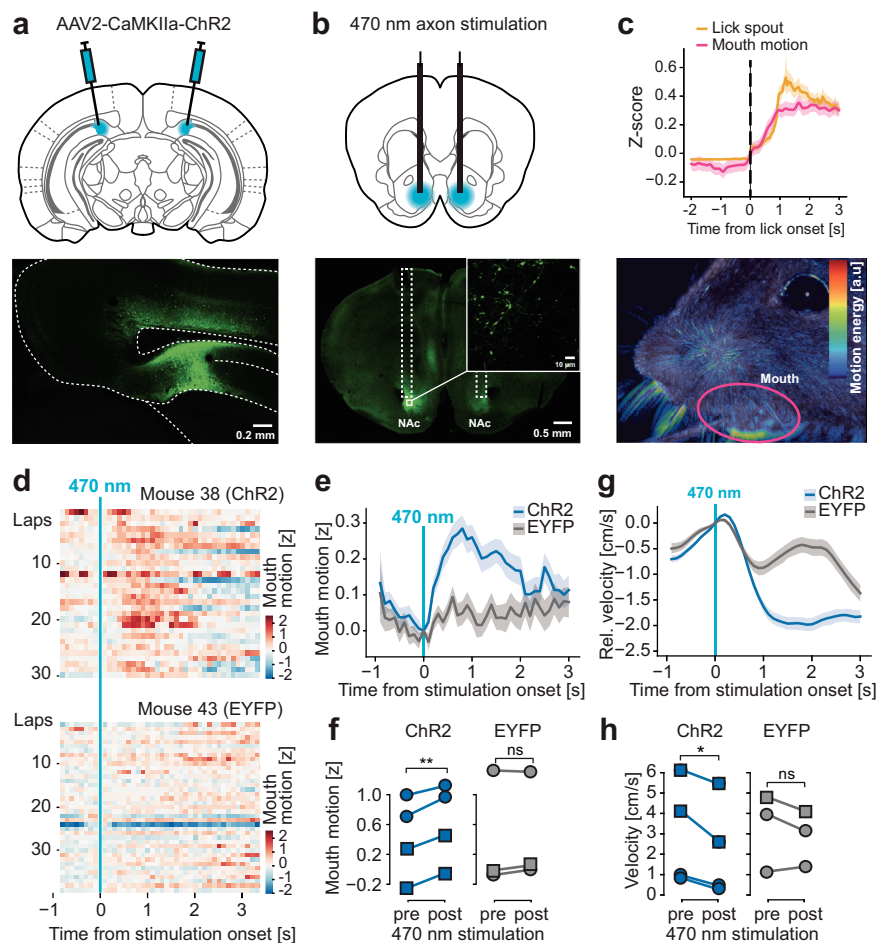 a
AAV2-CaMKIIa-ChR2
0.2 mm
b
470 nm axon stimulation
10 µm
NAc
NAc
0.5 mm
c
Lick spout
Mouth motion
Z-score
0.6
0.4
0.2
0.0
−0.2
−2
−1
0
1
2
3
Time from lick onset [s]
Motion energy [a.u]
Mouth
d
470 nm
Mouse 38 (ChR2)
Laps
10
20
30
Mouth
motion [z]
2
1
0
-1
-2
Mouse 43 (EYFP)
Laps
10
20
30
Mouth
motion [z]
2
1
0
-1
-2
−1
0
1
2
3
Time from stimulation onset [s]
e
470 nm
ChR2
EYFP
Mouth motion [z]
0.3
0.2
0.1
0.0
−1
0
1
2
3
Time from stimulation onset [s]
f
ChR2
EYFP
**
ns
Mouth motion [z]
1.0
0.6
0.2
−0.2
pre
post
pre
post
470 nm stimulation
g
470 nm
ChR2
EYFP
Rel. velocity [cm/s]
0.0
−0.5
−1.0
−1.5
−2.0
−2.5
−1
0
1
2
3
Time from stimulation onset [s]
h
ChR2
EYFP
*
ns
Velocity [cm/s]
6
5
4
3
2
1
0
pre
post
pre
post
470 nm stimulation